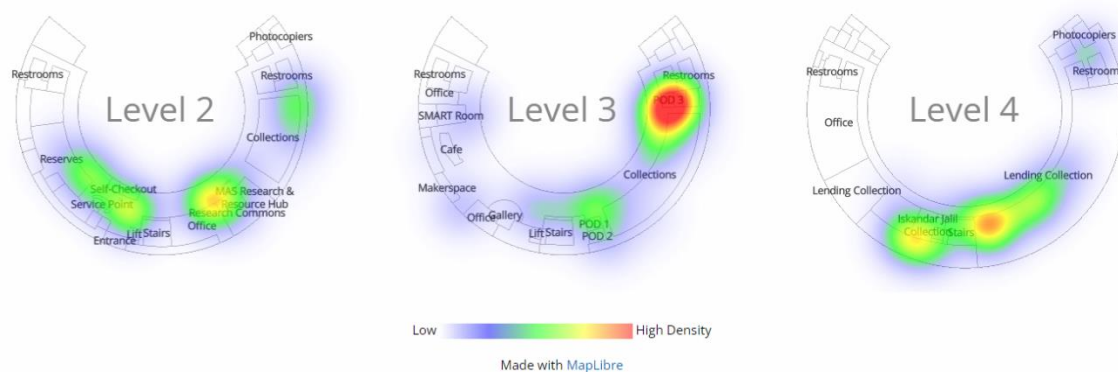 Level 2
Photocopiers
Restrooms
Restrooms
Collections
Reserves
Self-Checkout
Service Point
MAS Research &
Resource Hub
Research Commons
Office
Lift
Stairs
Entrance
Level 3
Restrooms
Restrooms
Office
POD 3
SMART Room
Cafe
Collections
Makerspace
Office
Gallery
POD 1
Lift
Stairs
POD 2
Level 4
Photocopiers
Restrooms
Restroom
Office
Lending Collection
Lending Collection
Iskandar Jalil
Collection
Stairs
Low
High Density
Made with MapLibre